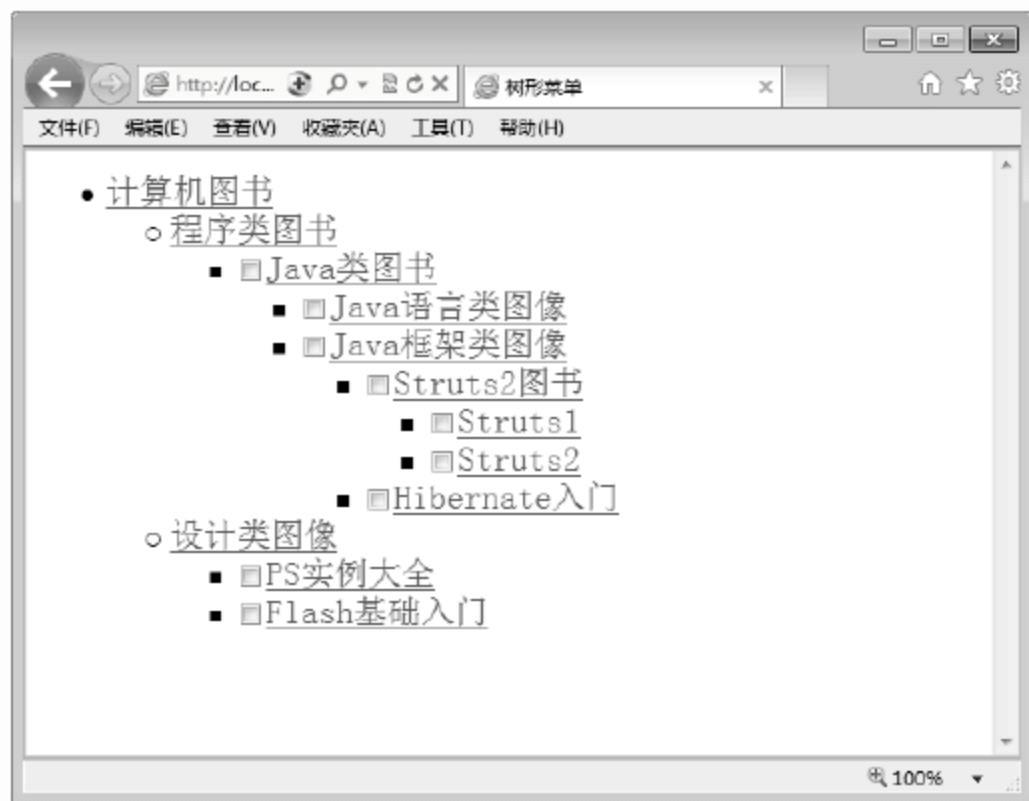 http://loc...
树形菜单
文件(F) 编辑(E) 查看(V) 收藏夹(A) 工具(T) 帮助(H)
计算机图书
程序类图书
Java类图书
Java语言类图像
Java框架类图像
Struts2图书
Struts1
Struts2
Hibernate入门
设计类图像
PS实例大全
Flash基础入门
100%